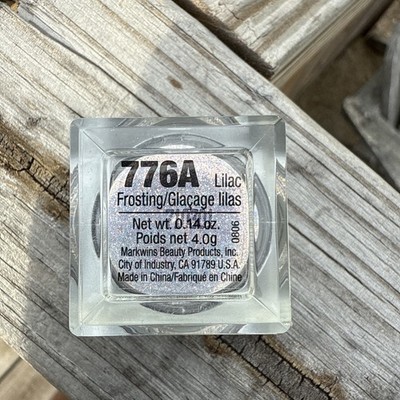 776A Lilac
Frosting/Glaçage lilas
Net wt. 0.14 oz.
Poids net 4.0g
Markwins Beauty Products, Inc.
City of Industry, CA 91789 U.S.A.
Made in China/Fabriqué en Chine
0806